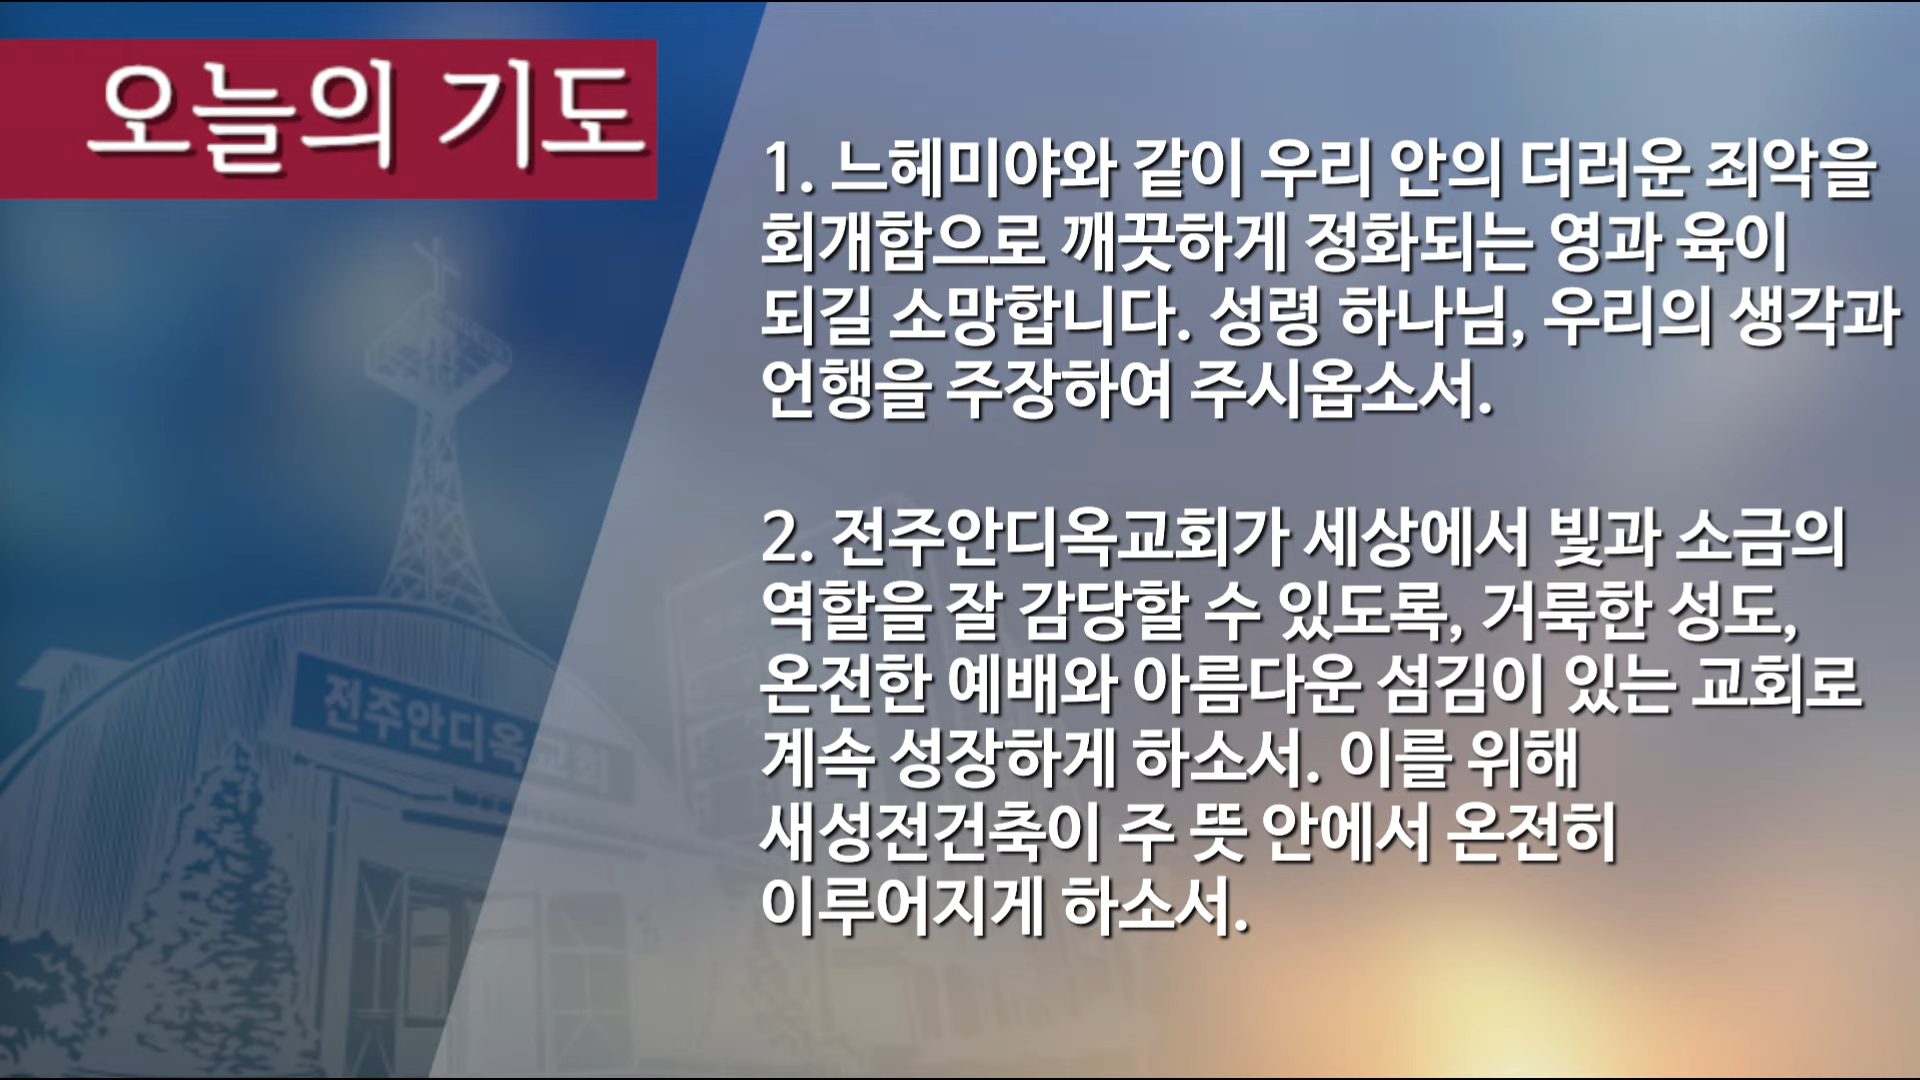 오늘의 기도
1. 느헤미야와 같이 우리 안의 더러운 죄악을
회개함으로 깨끗하게 정화되는 영과 육이
되길 소망합니다. 성령 하나님, 우리의 생각과
언행을 주장하여 주시옵소서.
2. 전주안디옥교회가 세상에서 빛과 소금의
역할을 잘 감당할 수 있도록, 거룩한 성도,
온전한 예배와 아름다운 섬김이 있는 교회로
계속 성장하게 하소서. 이를 위해
새성전건축이 주 뜻 안에서 온전히
이루어지게 하소서.
전주안디옥교회